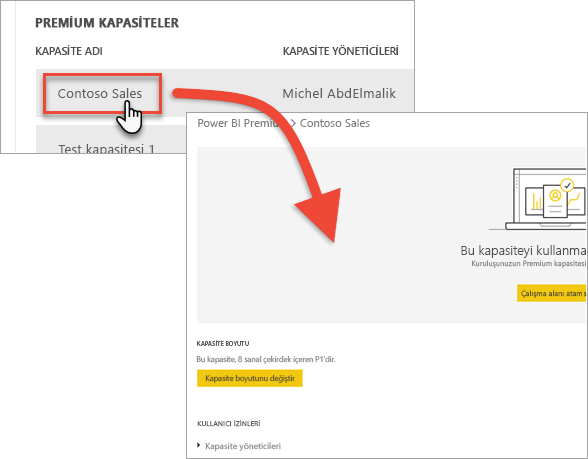 PREMIUM KAPASİTELER
KAPASİTE ADI KAPASİTE YÖNETİCİLERİ
Contoso Sales Michel AbdElmalik
Test kapasitesi 1
Power BI Premium > Contoso Sales
Bu kapasiteyi kullanma
Kuruluşunuzun Premium kapasitesi
Çalışma alanı atama
KAPASİTE BOYUTU
Bu kapasite, 8 sanal çekirdek içeren P1'dir.
Kapasite boyutunu değiştir
KULLANICI İZİNLERİ
Kapasite yöneticileri